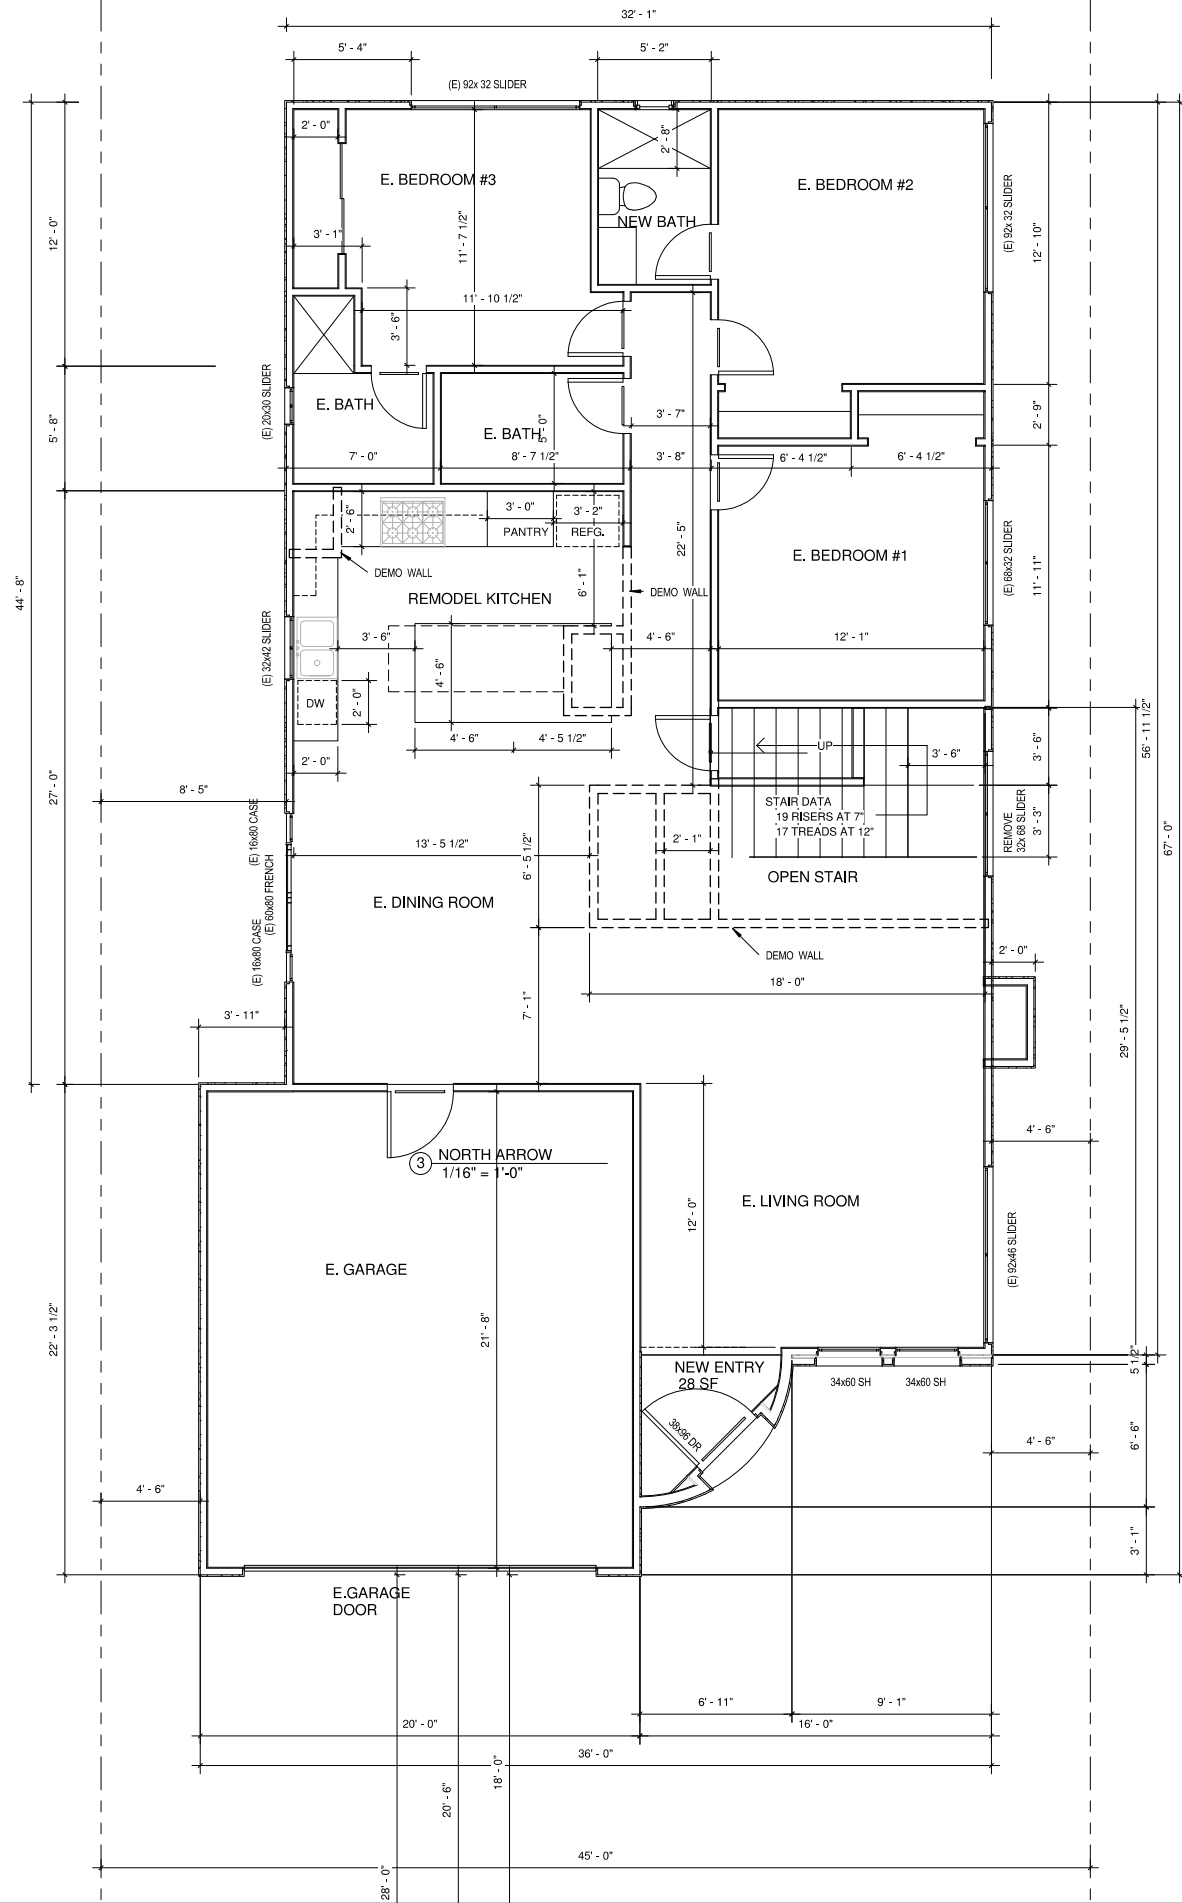 32' - 1"
5' - 4"
5' - 2"
(E) 92x 32 SLIDER
2' - 0"
2' - 8"
E. BEDROOM #3
E. BEDROOM #2
(E) 92x 32 SLIDER
NEW BATH
12' - 0"
3' - 1"
11' - 7 1/2"
12' - 10"
11' - 10 1/2"
3' - 6"
(E) 20x30 SLIDER
E. BATH
5' - 8"
3' - 7"
2' - 9"
E. BATH
5' - 0"
7' - 0"
8' - 7 1/2"
3' - 8"
6' - 4 1/2"
6' - 4 1/2"
2' - 6"
3' - 0"
3' - 2"
PANTRY
REFG.
22' - 5"
E. BEDROOM #1
(E) 68x32 SLIDER
11' - 11"
DEMO WALL
6' - 1"
DEMO WALL
44' - 8"
REMODEL KITCHEN
(E) 32x42 SLIDER
3' - 6"
4' - 6"
12' - 1"
4' - 6"
DW
2' - 0"
56' - 11 1/2"
4' - 6"
4' - 5 1/2"
UP
3' - 6"
3' - 6"
2' - 0"
27' - 0"
8' - 5"
STAIR DATA
19 RISERS AT 7"
17 TREADS AT 12"
REMOVE
32x 68 SLIDER
3' - 3"
67' - 0"
(E) 16x80 CASE
13' - 5 1/2"
6' - 5 1/2"
2' - 1"
OPEN STAIR
(E) 60x80 FRENCH
E. DINING ROOM
(E) 16x80 CASE
DEMO WALL
2' - 0"
18' - 0"
3' - 11"
7' - 1"
29' - 5 1/2"
4' - 6"
3
NORTH ARROW
1/16" = 1'-0"
12' - 0"
E. LIVING ROOM
(E) 92x46 SLIDER
E. GARAGE
22' - 3 1/2"
21' - 8"
NEW ENTRY
28 SF
34x60 SH
34x60 SH
5 1/2"
38x96 DR
4' - 6"
6' - 6"
4' - 6"
3' - 1"
E.GARAGE
DOOR
6' - 11"
9' - 1"
20' - 0"
16' - 0"
36' - 0"
18' - 0"
20' - 6"
45' - 0"
28' - 0"